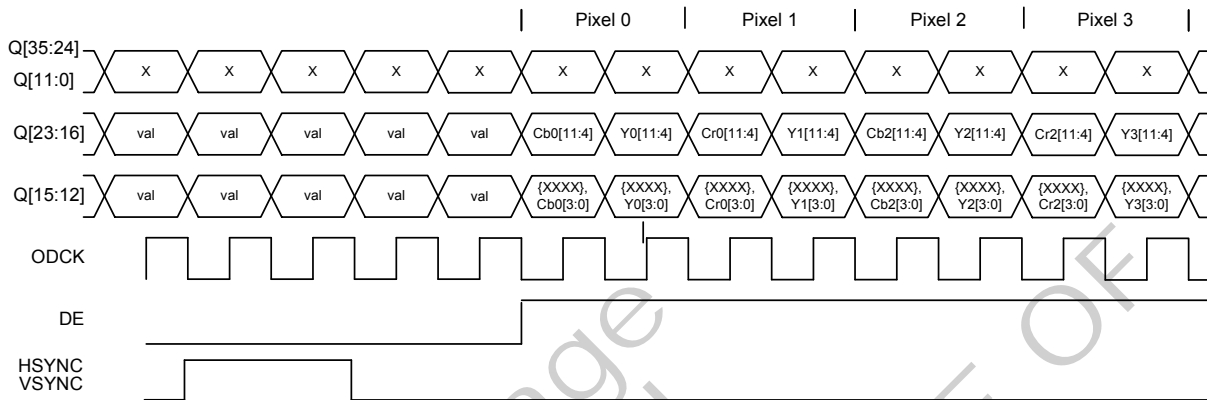 Pixel 0 Pixel 1 Pixel 2 Pixel 3
Q[35:24]
Q[11:0]
X X X X X X X X X X X X X
Q[23:16] val val val val val Cb0[11:4] Y0[11:4] Cr0[11:4] Y1[11:4] Cb2[11:4] Y2[11:4] Cr2[11:4] Y3[11:4]
Q[15:12] val val val val val {XXXX}, {XXXX}, {XXXX}, {XXXX}, {XXXX}, {XXXX}, {XXXX}, {XXXX},
Cb0[3:0] Y0[3:0] Cr0[3:0] Y1[3:0] Cb2[3:0] Y2[3:0] Cr2[3:0] Y3[3:0]
ODCK
DE
HSYNC
VSYNC
OF